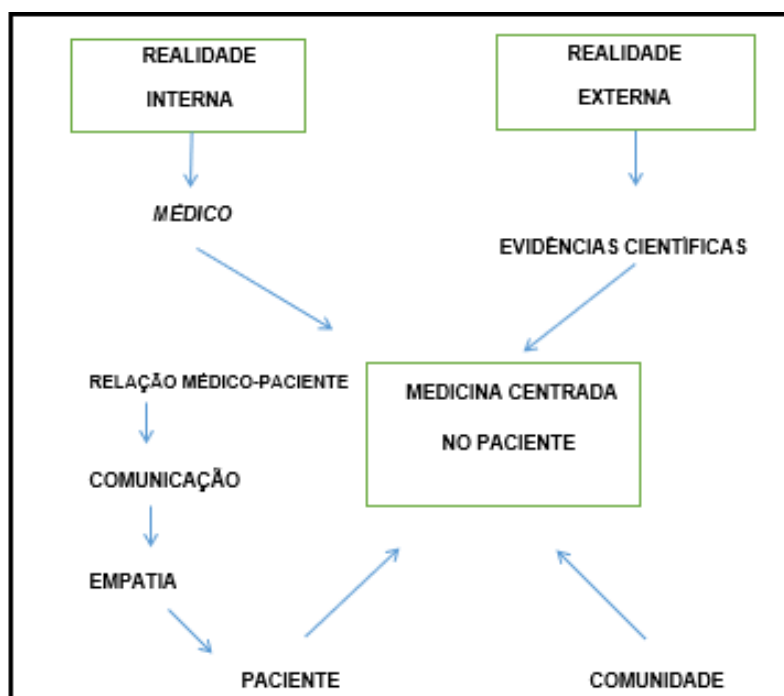 REALIDADE
INTERNA
REALIDADE
EXTERNA
MÉDICO
EVIDÊNCIAS CIENTÍFICAS
RELAÇÃO MÉDICO-PACIENTE
MEDICINA CENTRADA
NO PACIENTE
COMUNICAÇÃO
EMPATIA
PACIENTE
COMUNIDADE